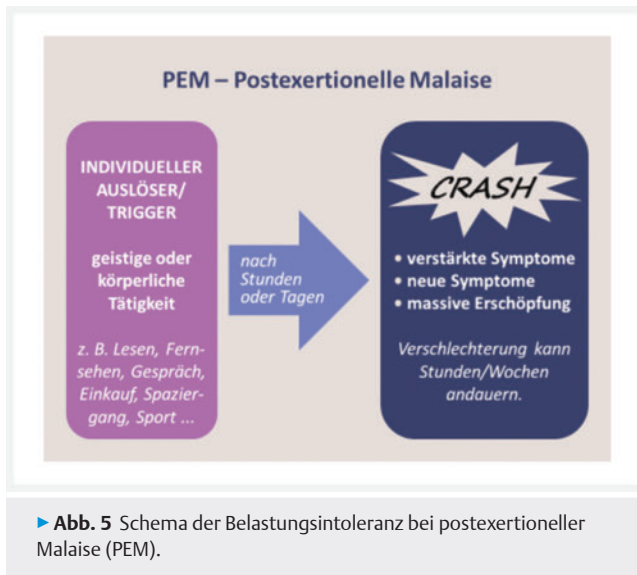 PEM – Postexertionelle Malaise
INDIVIDUELLER
AUSLÖSER/
TRIGGER
geistige oder
körperliche
Tätigkeit
z. B. Lesen, Fern-
sehen, Gespräch,
Einkauf, Spazier-
gang, Sport ...
nach
Stunden
oder Tagen
CRASH
• verstärkte Symptome
• neue Symptome
• massive Erschöpfung
Verschlechterung kann
Stunden/Wochen
andauern.
► Abb. 5 Schema der Belastungsintoleranz bei postexertioneller
Malaise (PEM).